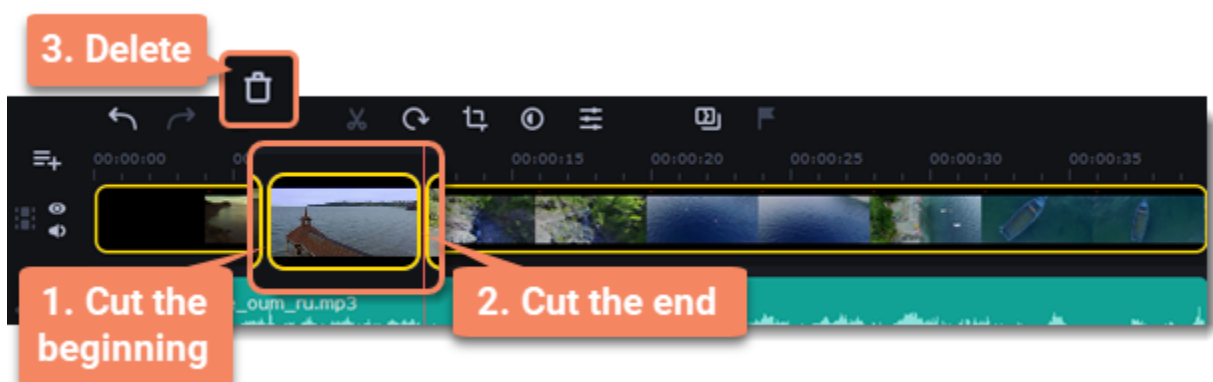 3. Delete
00:00:00
00:00:15
00:00:20
00:00:25
00:00:30
00:00:35
1. Cut the
beginning
_oum_ru.mp3
2. Cut the end